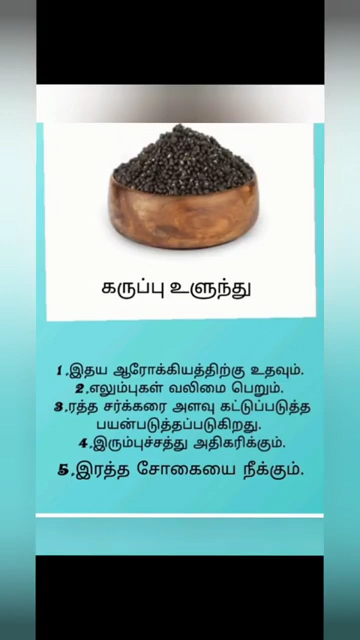 கருப்பு உளுந்து
1,இதய ஆரோக்கியத்திற்கு உதவும்.
2,எலும்புகள் வலிமை பெறும்.
3,ரத்த சர்க்கரை அளவு கட்டுப்படுத்த
பயன்படுத்தப்படுகிறது.
4,இரும்புச்சத்து அதிகரிக்கும்.
5,இரத்த சோகையை நீக்கும்.